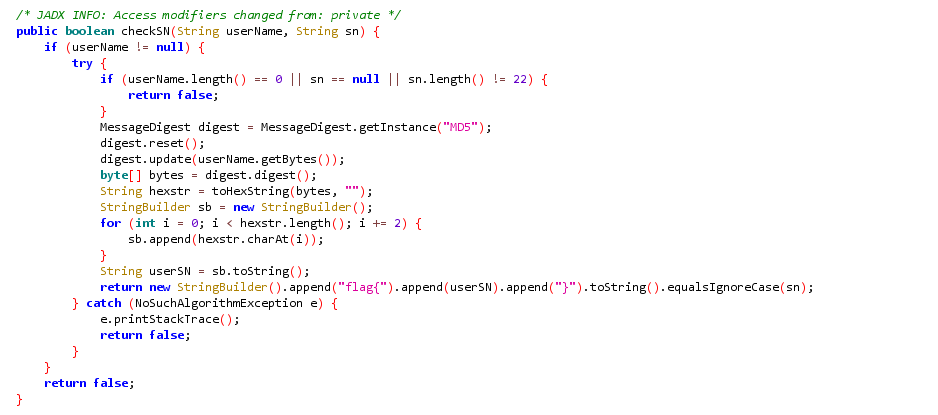 /* JADX INFO: Access modifiers changed from: private */
public boolean checkSN(String userName, String sn) {
    if (userName != null) {
        try {
            if (userName.length() == 0 || sn == null || sn.length() != 22) {
                return false;
            }
            MessageDigest digest = MessageDigest.getInstance("MD5");
            digest.reset();
            digest.update(userName.getBytes());
            byte[] bytes = digest.digest();
            String hexstr = toHexString(bytes, "");
            StringBuilder sb = new StringBuilder();
            for (int i = 0; i < hexstr.length(); i += 2) {
                sb.append(hexstr.charAt(i));
            }
            String userSN = sb.toString();
            return new StringBuilder().append("flag{").append(userSN).append("}").toString().equalsIgnoreCase(sn);
        } catch (NoSuchAlgorithmException e) {
            e.printStackTrace();
            return false;
        }
    }
    return false;
}